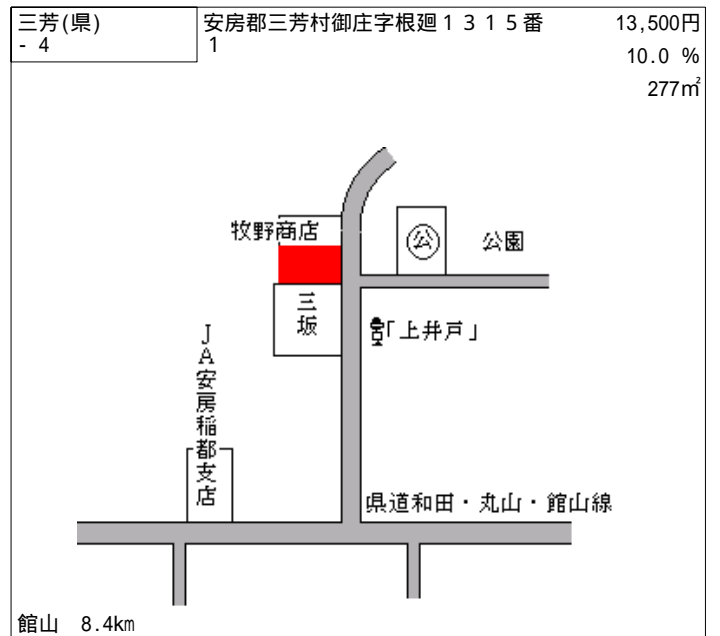 三芳(県)
- 4
安房郡三芳村御庄字根廻１３１５番
1
13,500円
10.0 %
277㎡
牧野商店
公
公園
三坂
「上井戸」
JA安房稲都支店
県道和田・丸山・館山線
館山 8.4km